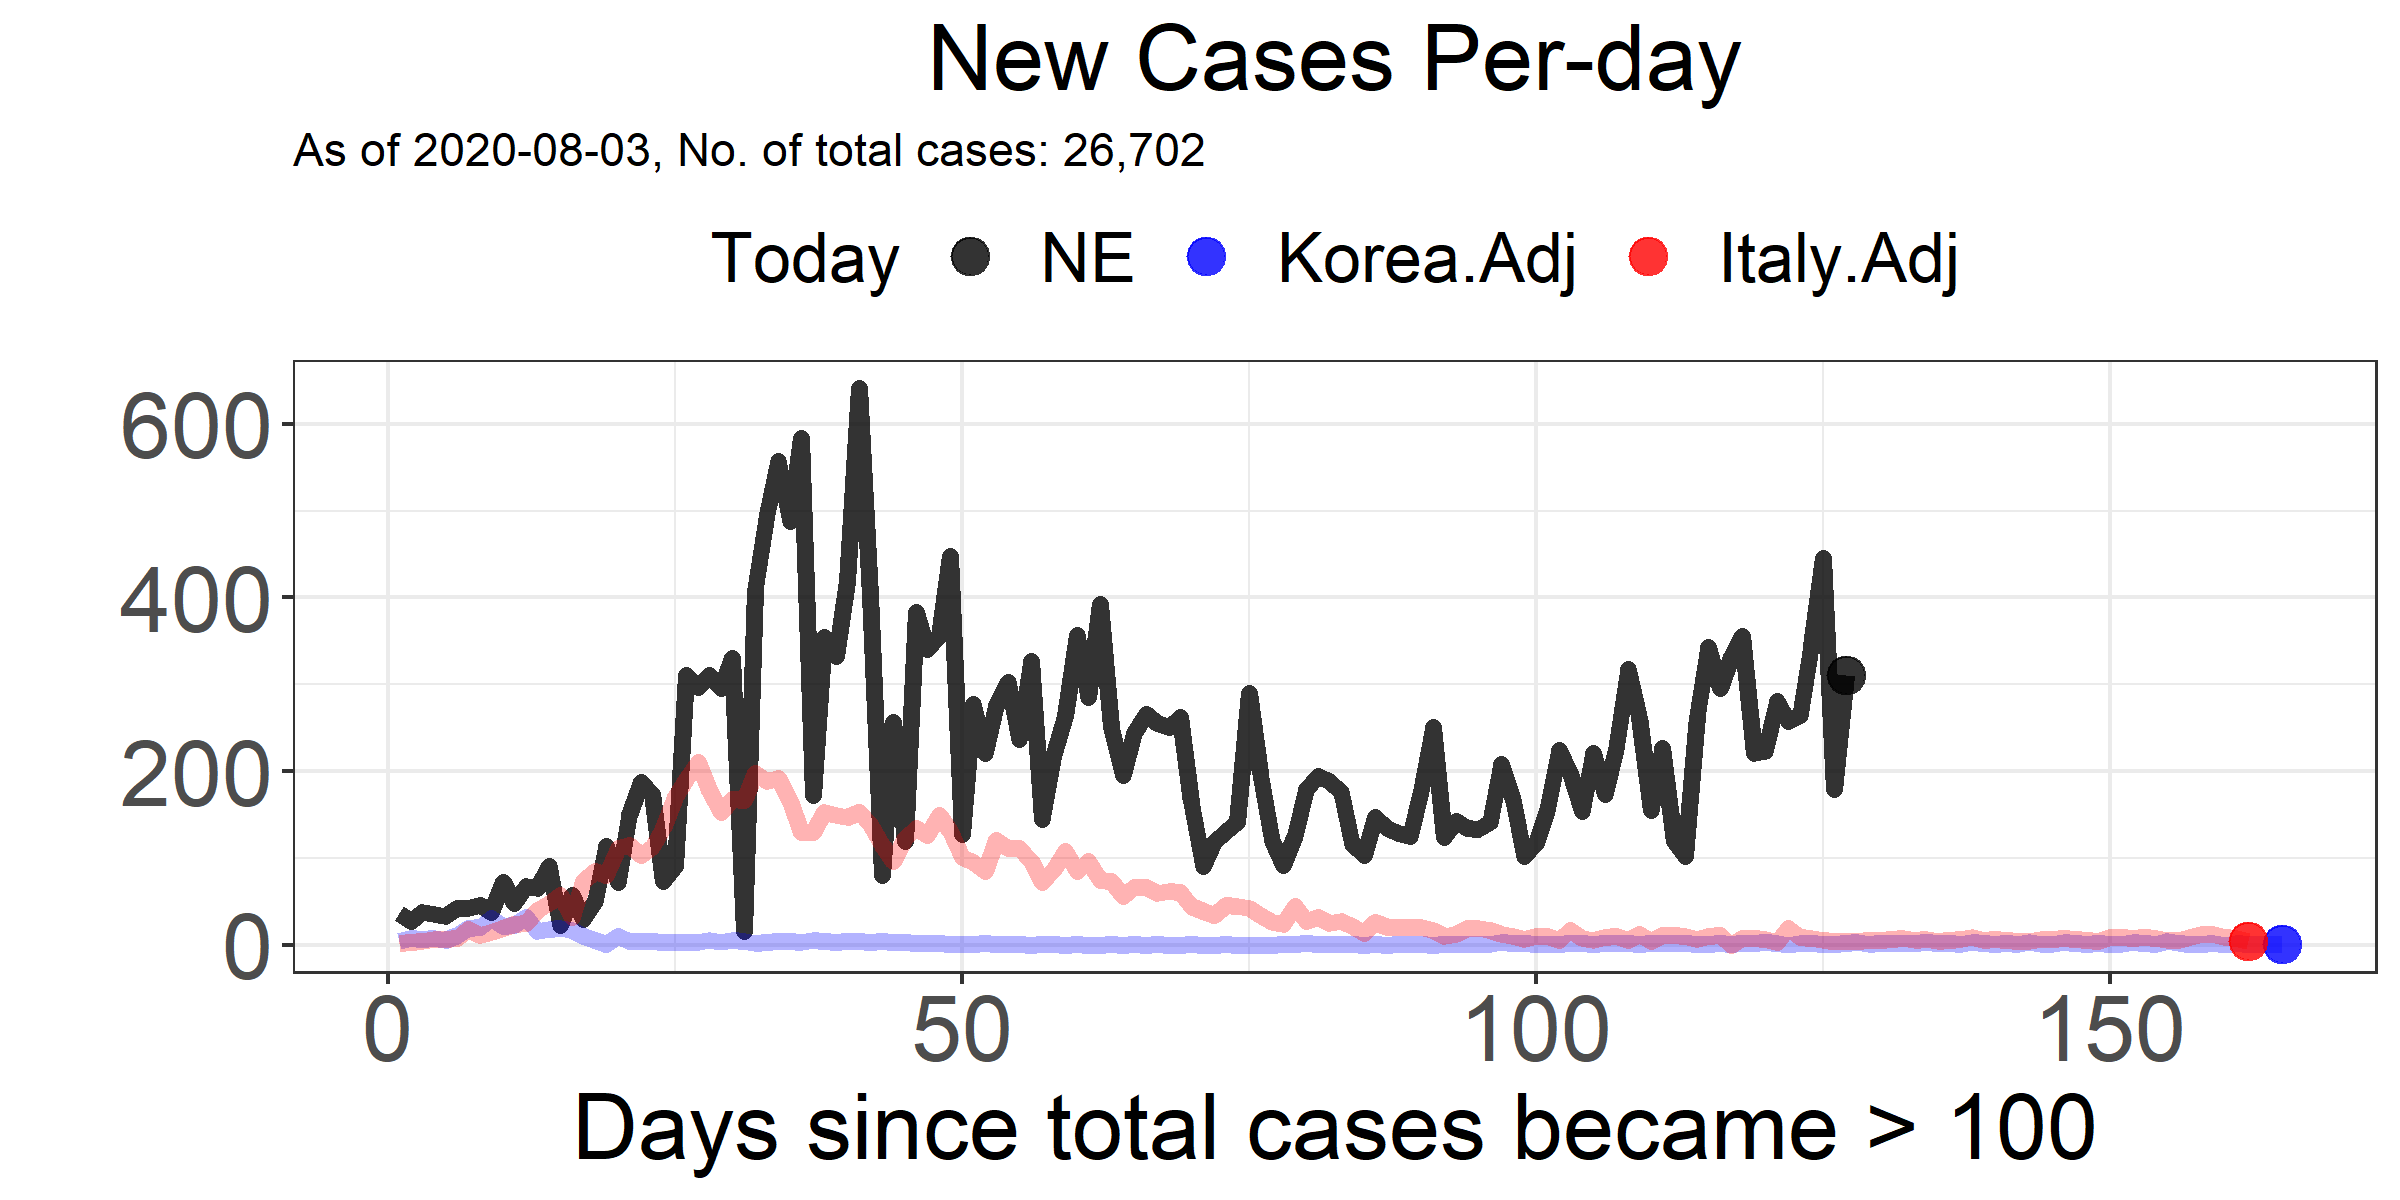 New Cases Per-day
As of 2020-08-03, No. of total cases: 26,702
Today NE Korea.Adj Italy.Adj
600
400
200
0
0 50 100 150
Days since total cases became > 100